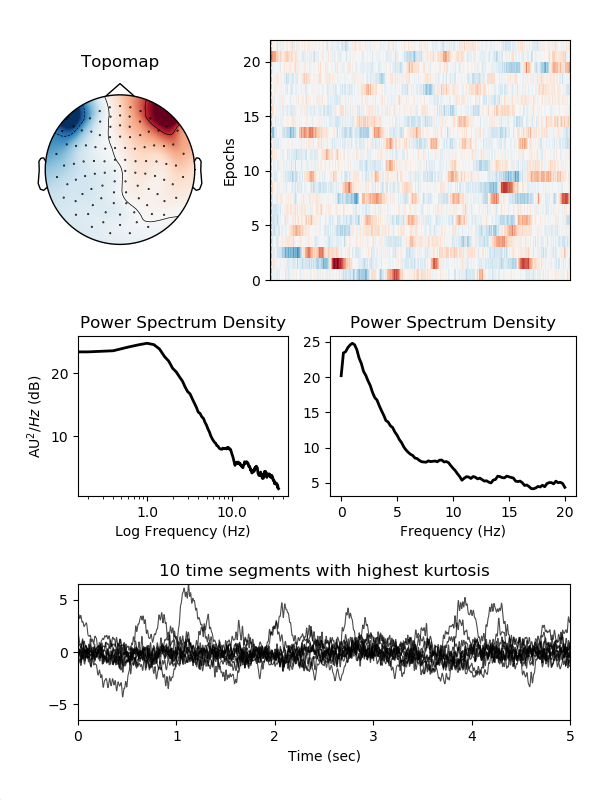 Topomap
20
15
10
5
0
Epochs
Power Spectrum Density
20
10
AU²/Hz (dB)
1.0 10.0
Log Frequency (Hz)
Power Spectrum Density
25
20
15
10
5
0 5 10 15 20
Frequency (Hz)
10 time segments with highest kurtosis
5
0
−5
0 1 2 3 4 5
Time (sec)